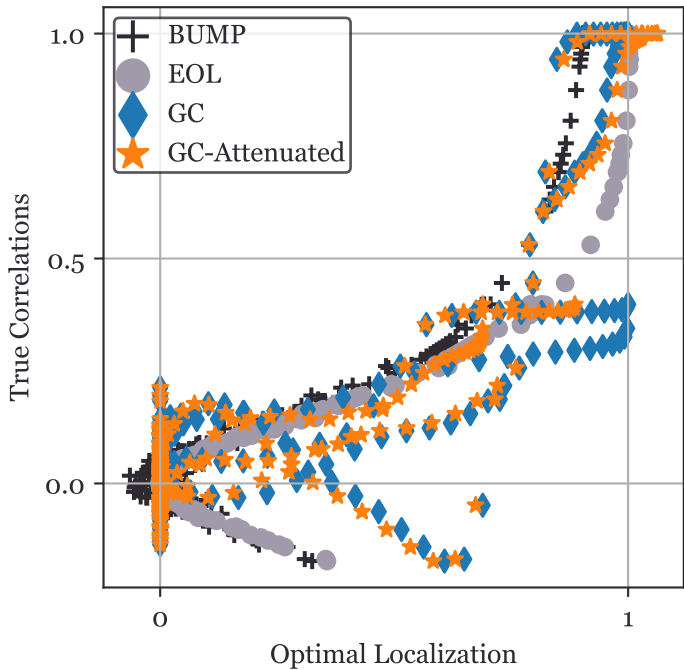 1.0
0.5
0.0
True Correlations
BUMP
EOL
GC
GC-Attenuated
0
1
Optimal Localization